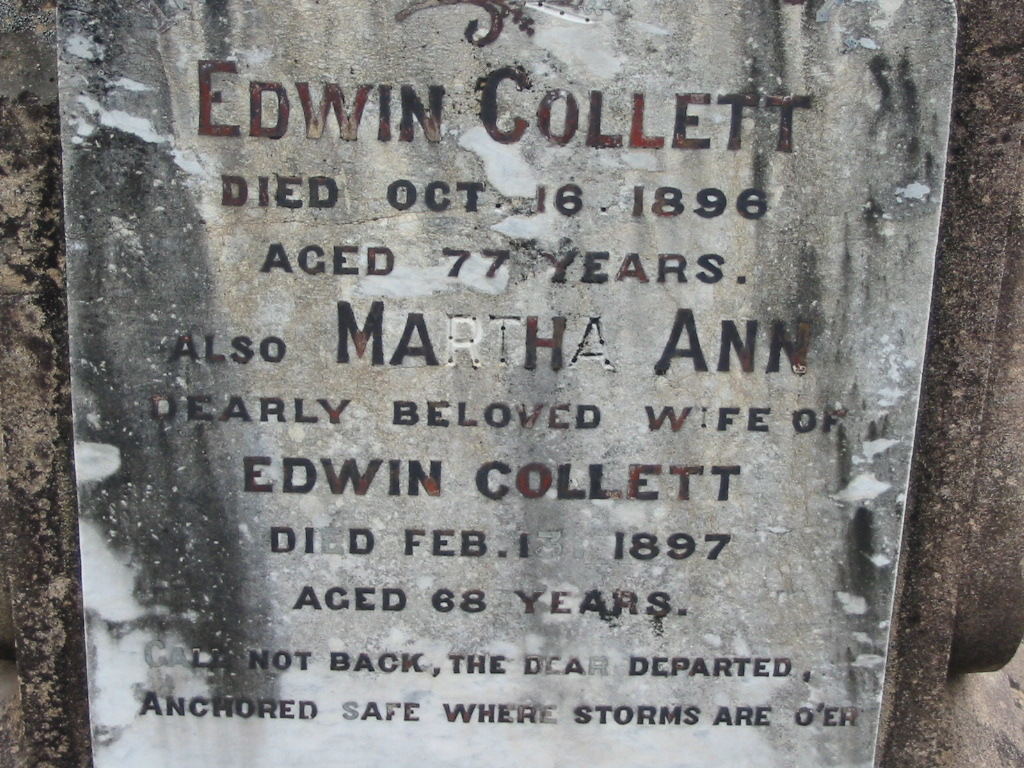 EDWIN COLLETT
DIED OCT. 16. 1896
AGED 77 YEARS.
ALSO MARTHA ANN
DEARLY BELOVED WIFE OF
EDWIN COLLETT
DIED FEB. 1897
AGED 68 YEARS.
CALL NOT BACK, THE DEAR DEPARTED,
ANCHORED SAFE WHERE STORMS ARE O'ER